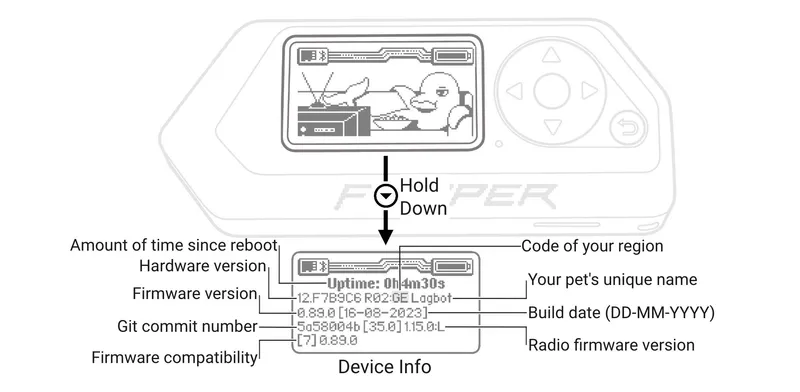 Hold
Down
FLIPPER
Amount of time since reboot
Code of your region
Hardware version
Uptime: 0h4m30s
Your pet's unique name
12.F7B9C6 R02:GE Lagbot
Firmware version
0.89.0 [16-08-2023]
Build date (DD-MM-YYYY)
Git commit number
5a58004b [35.0] 1.15.0:L
Radio firmware version
Firmware compatibility
[7] 0.89.0
Device Info